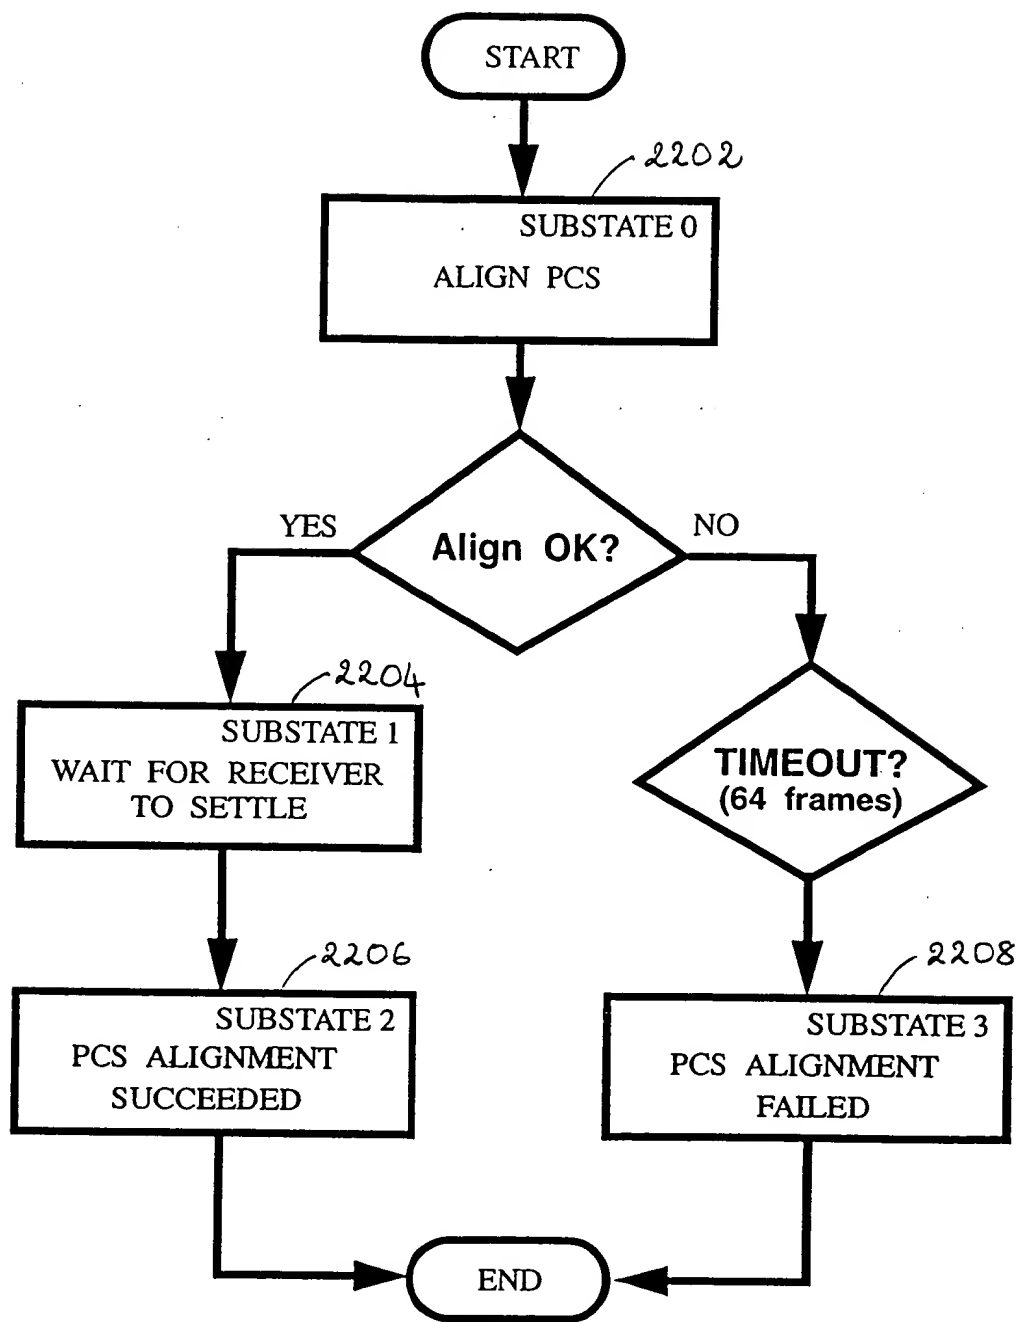 START
2202
SUBSTATE 0
ALIGN PCS
YES
Align OK?
NO
2204
SUBSTATE 1
WAIT FOR RECEIVER
TO SETTLE
TIMEOUT?
(64 frames)
2206
SUBSTATE 2
PCS ALIGNMENT
SUCCEEDED
2208
SUBSTATE 3
PCS ALIGNMENT
FAILED
END